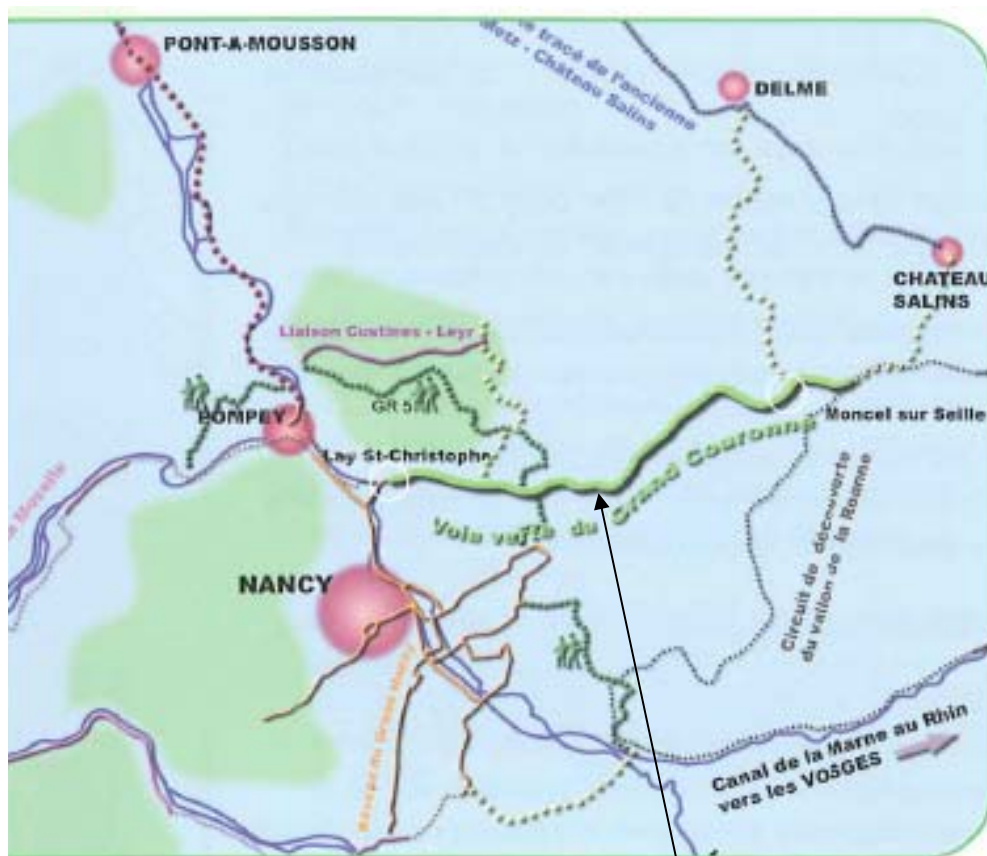 PONT-A-MOUSSON
le tracé de l'ancienne
Metz - Château Salins
DELME
CHATEAU
SALINS
Liaison Custines - Leyr
GR 5
POMPEY
Lay St-Christophe
Moncel sur Seille
Voie verte du Grand Couronné
Moselle
NANCY
Circuit de découverte
du vallon de la Roanne
Grand Nancy
Canal de la Marne au Rhin
vers les VOSGES